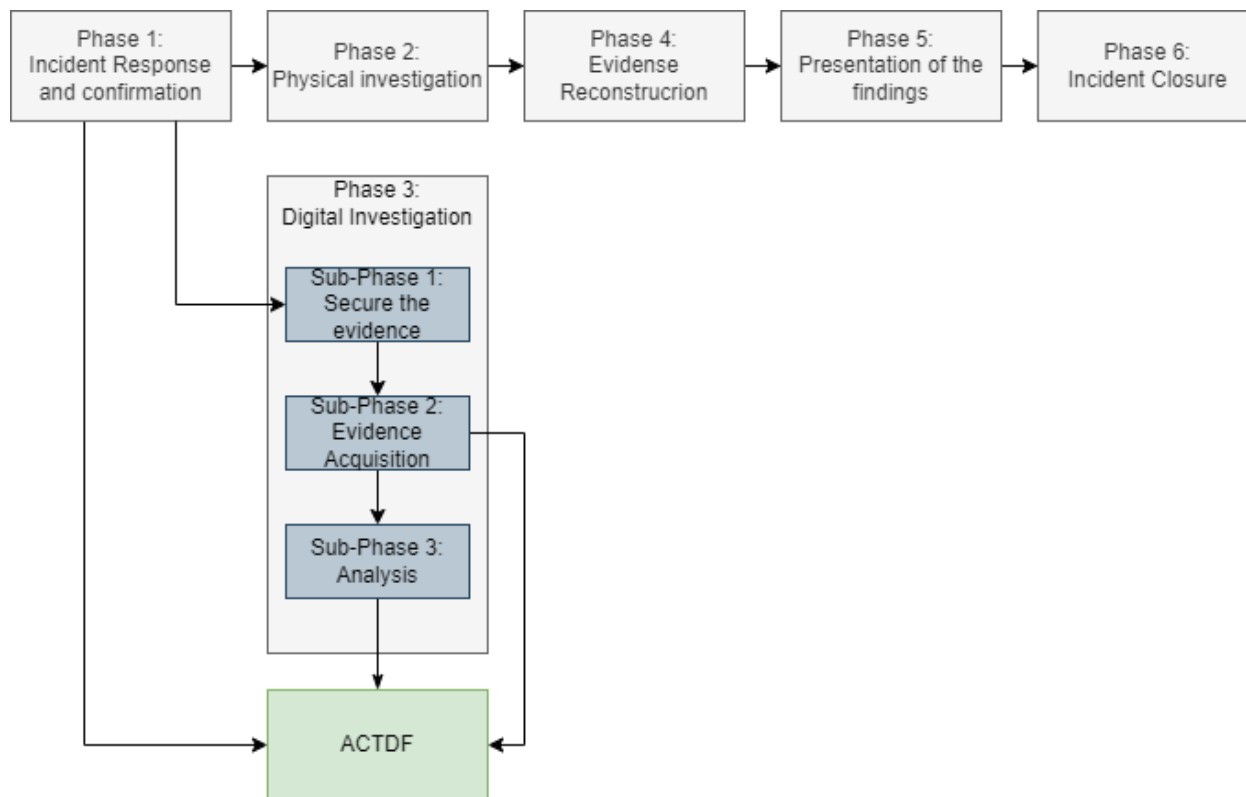 Phase 1:
Incident Response
and confirmation
Phase 2:
Physical investigation
Phase 4:
Evidense
Reconstrucrion
Phase 5:
Presentation of the
findings
Phase 6:
Incident Closure
Phase 3:
Digital Investigation
Sub-Phase 1:
Secure the
evidence
Sub-Phase 2:
Evidence
Acquisition
Sub-Phase 3:
Analysis
ACTDF